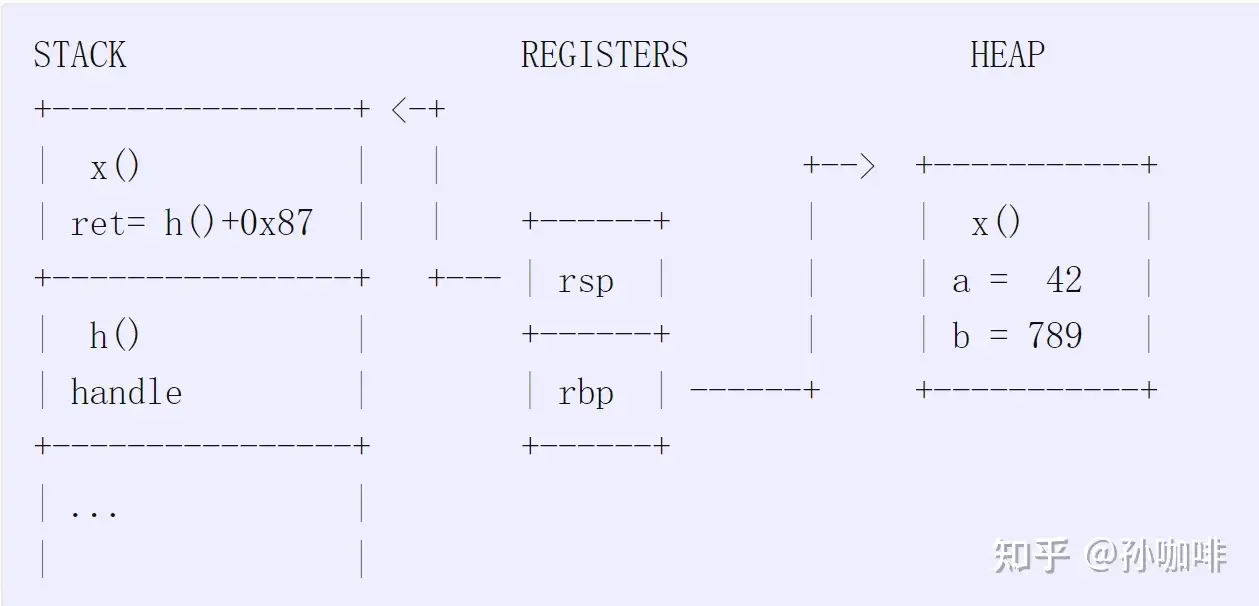 STACK REGISTERS HEAP
+----------------+ <-+
| x() | | +--> +-----------+
| ret= h()+0x87 | | +------+ | | x() |
+----------------+ +--- | rsp | | | a = 42 |
| h() | +------+ | | b = 789 |
| handle | | rbp | ------+ +-----------+
+----------------+ +------+
| ... |
| |
知乎 @孙咖啡